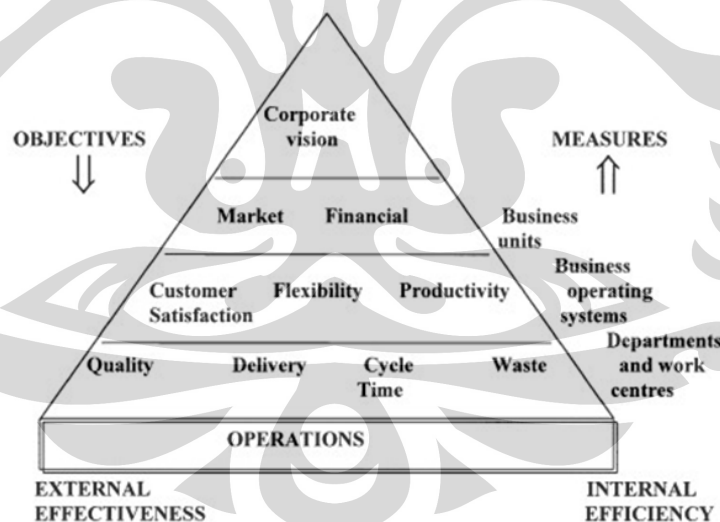 Corporate
vision
OBJECTIVES
MEASURES
Market Financial
Business
units
Customer
Satisfaction
Flexibility
Productivity
Business
operating
systems
Quality
Delivery
Cycle
Time
Waste
Departments
and work
centres
OPERATIONS
EXTERNAL
EFFECTIVENESS
INTERNAL
EFFICIENCY